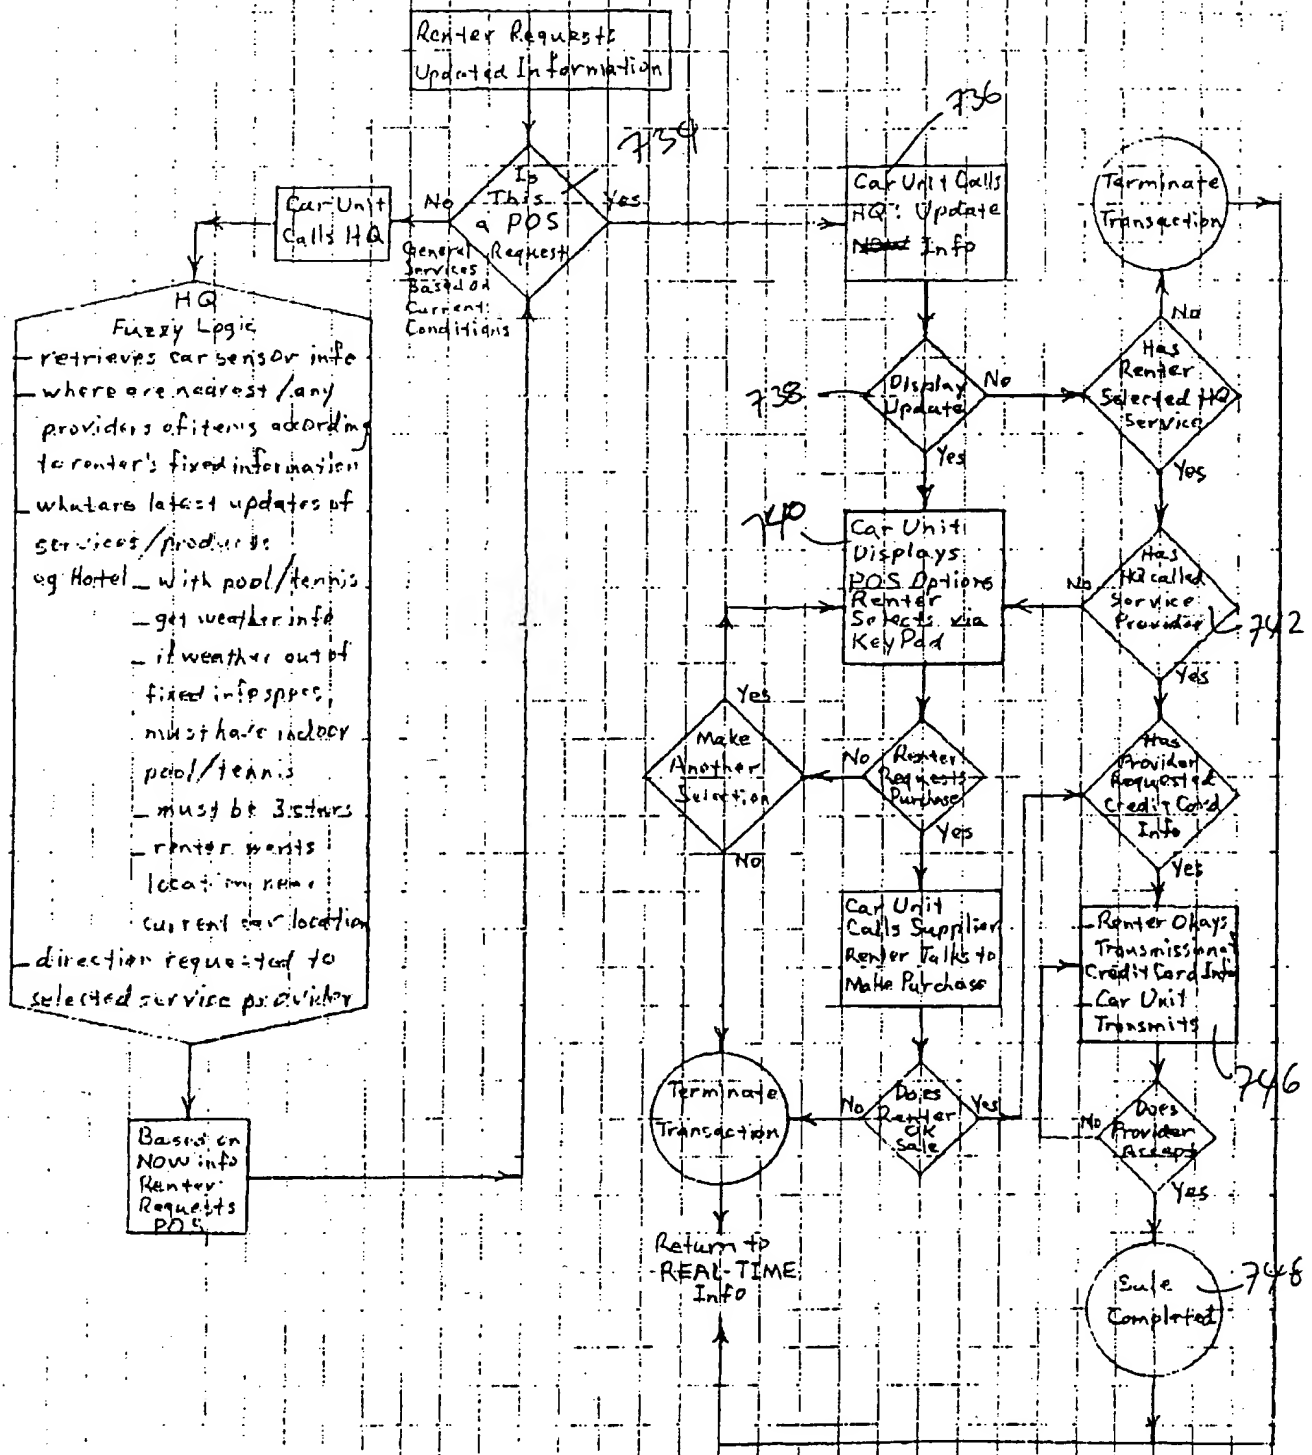 Renter Requests
Updated Information
736
734
Is
This
a POS
Request
No
Yes
Car Unit
Calls HQ
General
Services
Based on
Current
Conditions
Car Unit Calls
HQ: Update
Info
Terminate
Transaction
HQ
Fuzzy Logic
- retrieves car sensor info
- where are nearest/any
providers of items according
to renter's fixed information
- what are latest updates of
services/products
eg Hotel - with pool/tennis
- get weather info
- if weather out of
fixed info specs,
must have indoor
pool/tennis
- must be 3 stars
- renter wants
location near
current car location
- direction requested to
selected service provider
Based on
NOW info
Renter
Requests
POS
738
Display
Update
No
Yes
No
Has
Renter
Selected HQ
Service
Yes
740
Car Unit
Displays
POS Options
Renter
Selects via
KeyPad
No
Has
HQ called
Service
Provider
742
Yes
Yes
Make
Another
Selection
No
No
Renter
Requests
Purchase
Yes
Has
Provider
Requested
Credit Card
Info
Yes
Car Unit
Calls Supplier
Renter Talks to
Make Purchase
- Renter Okays
Transmission of
Credit Card Info
- Car Unit
Transmits
746
Terminate
Transaction
No
Does
Renter
OK
Sale
Yes
No
Does
Provider
Accept
Yes
Return to
REAL-TIME
Info
Sale
Completed
748